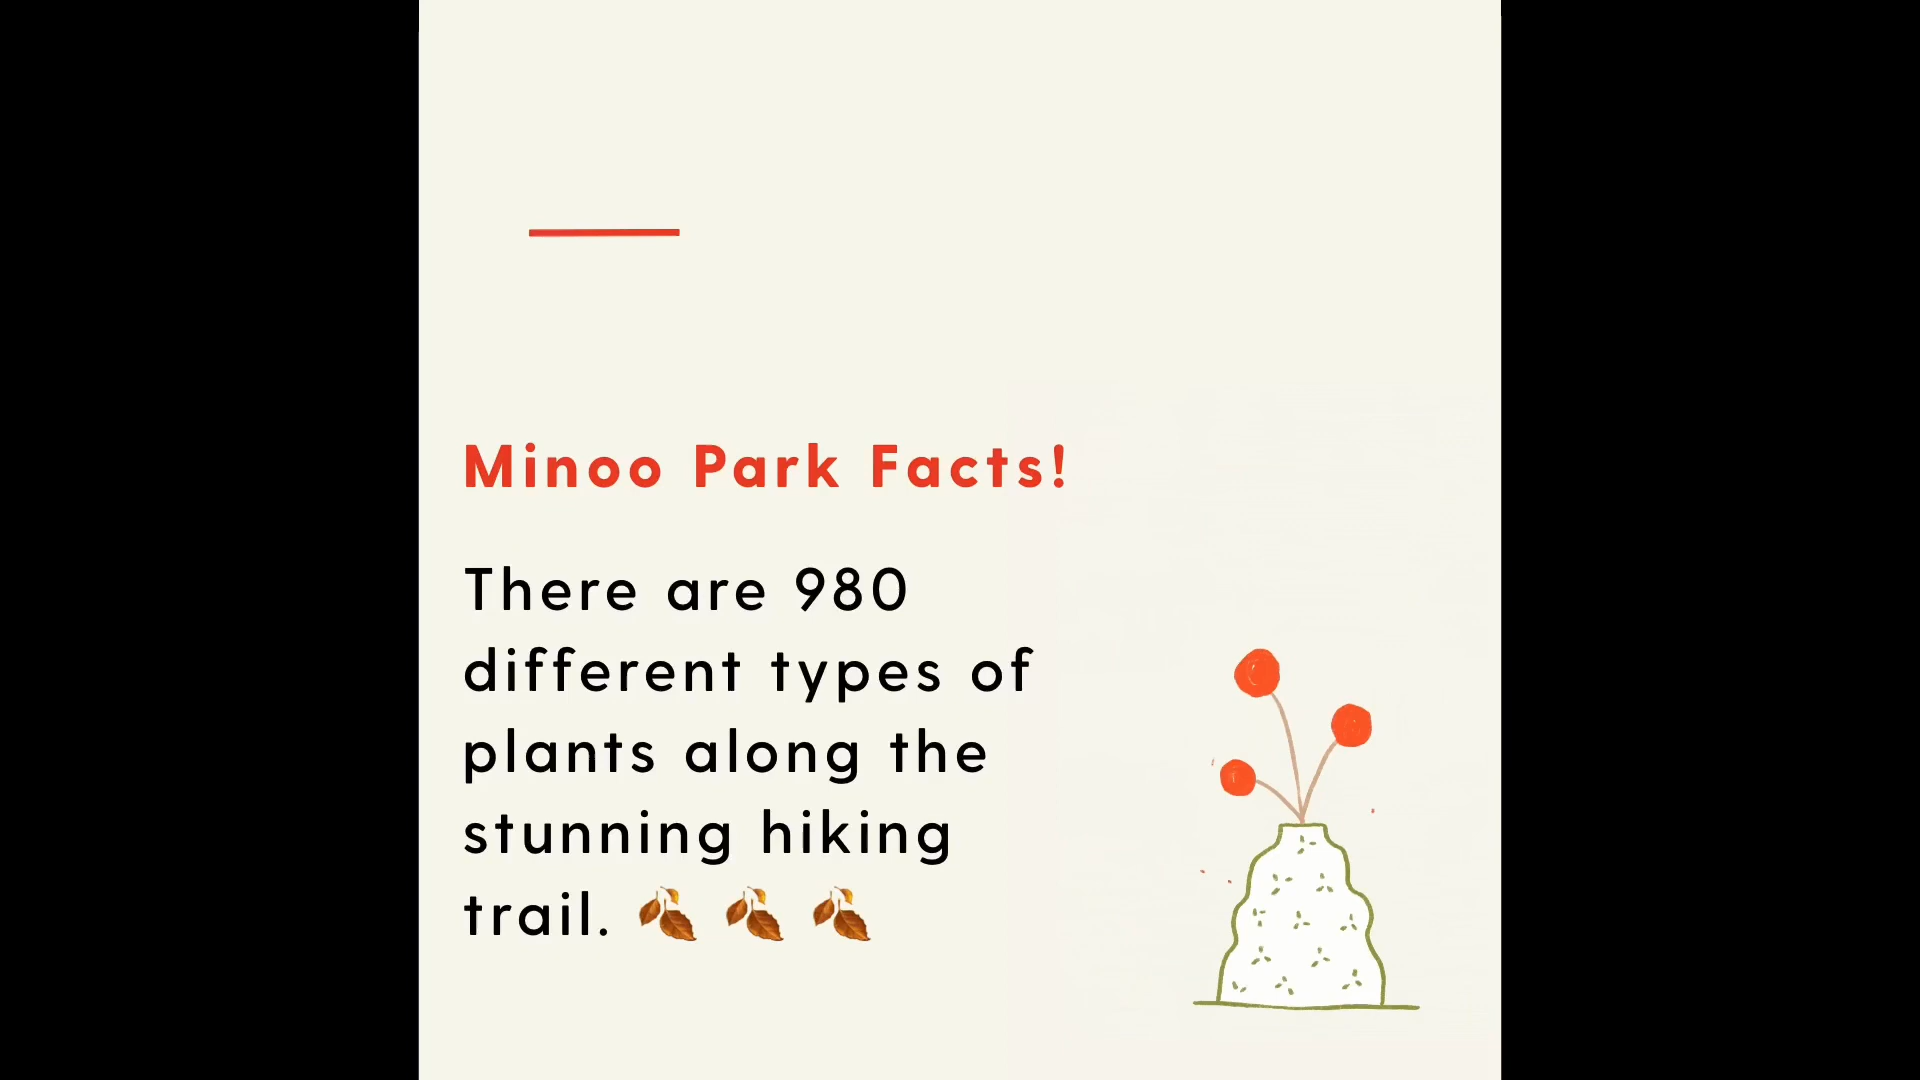 Minoo Park Facts!
There are 980
different types of
plants along the
stunning hiking
trail. 🍂 🍂 🍂